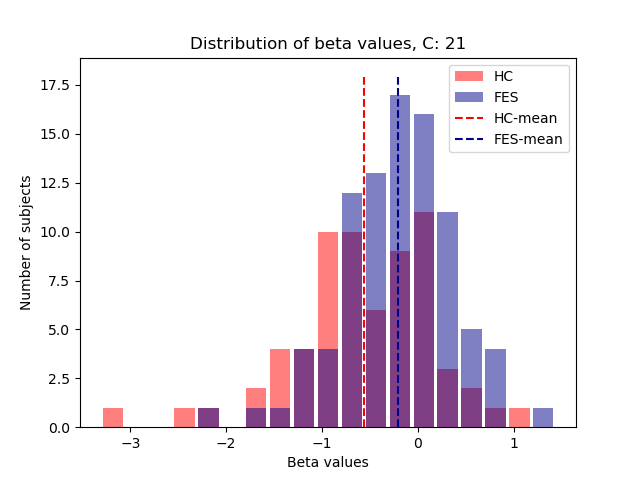 Distribution of beta values, C: 21
HC
FES
HC-mean
FES-mean
Number of subjects
17.5
15.0
12.5
10.0
7.5
5.0
2.5
0.0
−3
−2
−1
0
1
Beta values